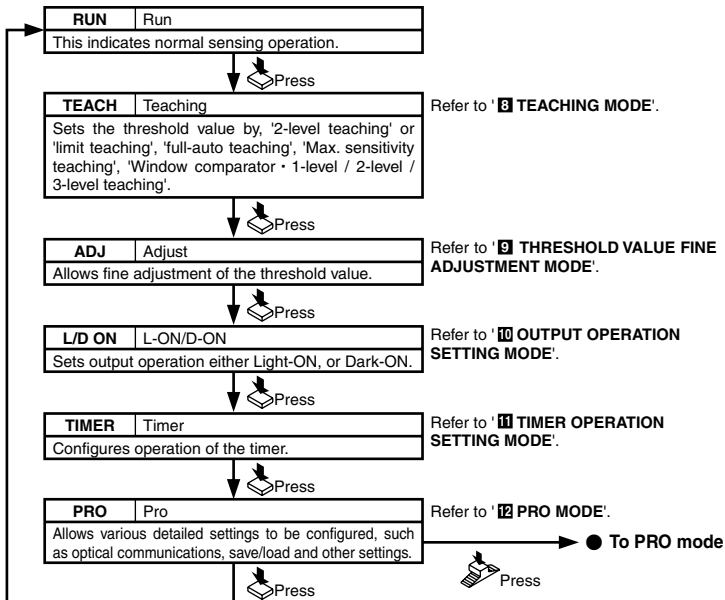 RUN Run
This indicates normal sensing operation.
Press
TEACH Teaching
Refer to '8 TEACHING MODE'.
Sets the threshold value by, '2-level teaching' or
'limit teaching', 'full-auto teaching', 'Max. sensitivity
teaching', 'Window comparator・1-level / 2-level /
3-level teaching'.
Press
ADJ Adjust
Refer to '9 THRESHOLD VALUE FINE
ADJUSTMENT MODE'.
Allows fine adjustment of the threshold value.
Press
L/D ON L-ON/D-ON
Refer to '10 OUTPUT OPERATION
SETTING MODE'.
Sets output operation either Light-ON, or Dark-ON.
Press
TIMER Timer
Refer to '11 TIMER OPERATION
SETTING MODE'.
Configures operation of the timer.
Press
PRO Pro
Refer to '12 PRO MODE'.
Allows various detailed settings to be configured, such
as optical communications, save/load and other settings.
To PRO mode
Press
Press